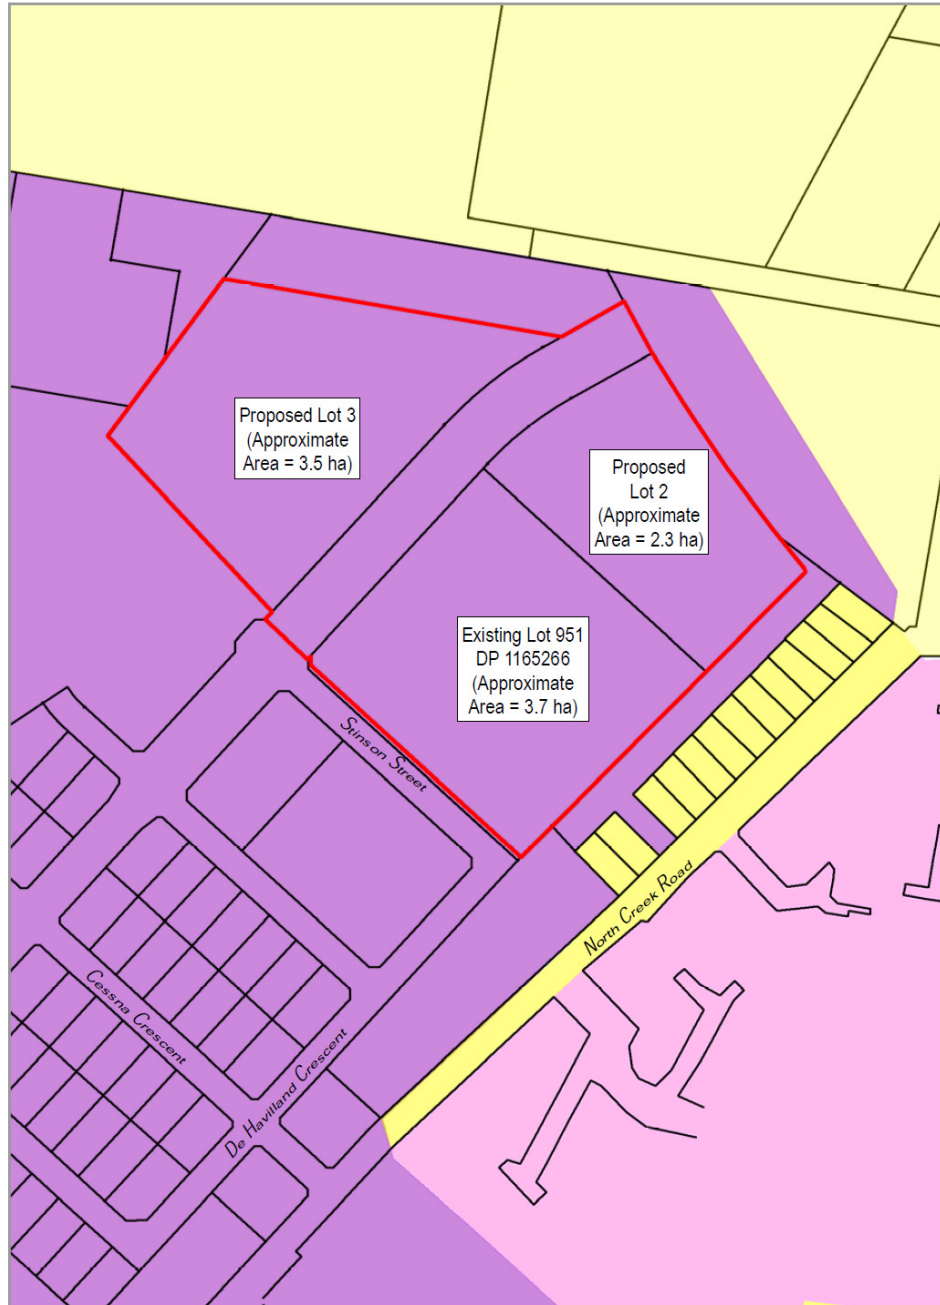 Proposed Lot 3
(Approximate
Area = 3.5 ha)
Proposed
Lot 2
(Approximate
Area = 2.3 ha)
Existing Lot 951
DP 1165266
(Approximate
Area = 3.7 ha)
Stinson Street
North Creek Road
Cessna Crescent
De Havilland Crescent